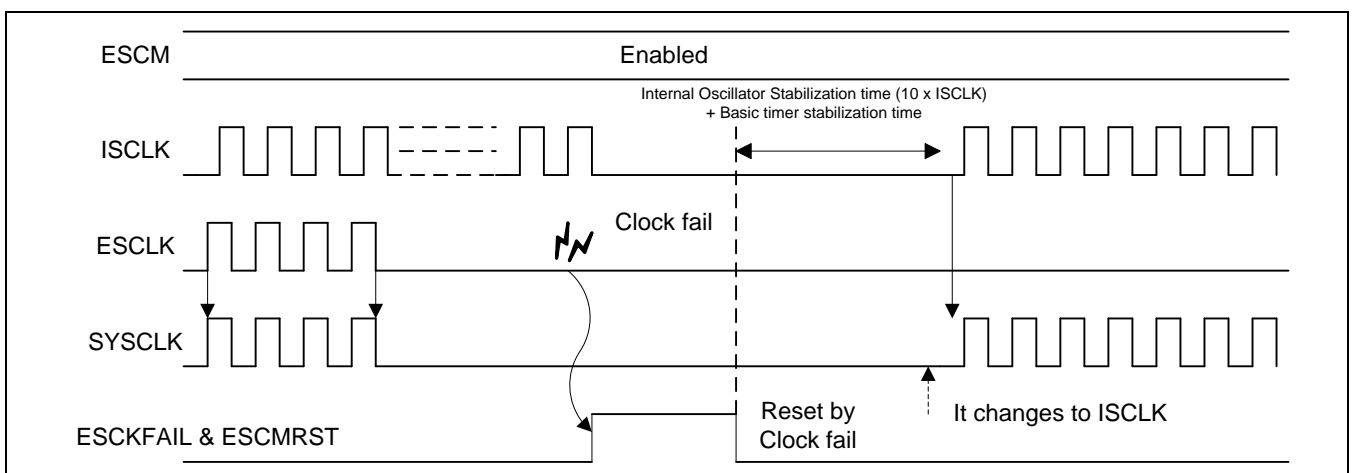 ESCM
Enabled
Internal Oscillator Stabilization time (10 x ISCLK)
+ Basic timer stabilization time
ISCLK
Clock fail
ESCLK
SYSCLK
Reset by
Clock fail
It changes to ISCLK
ESCKFAIL & ESCMRST